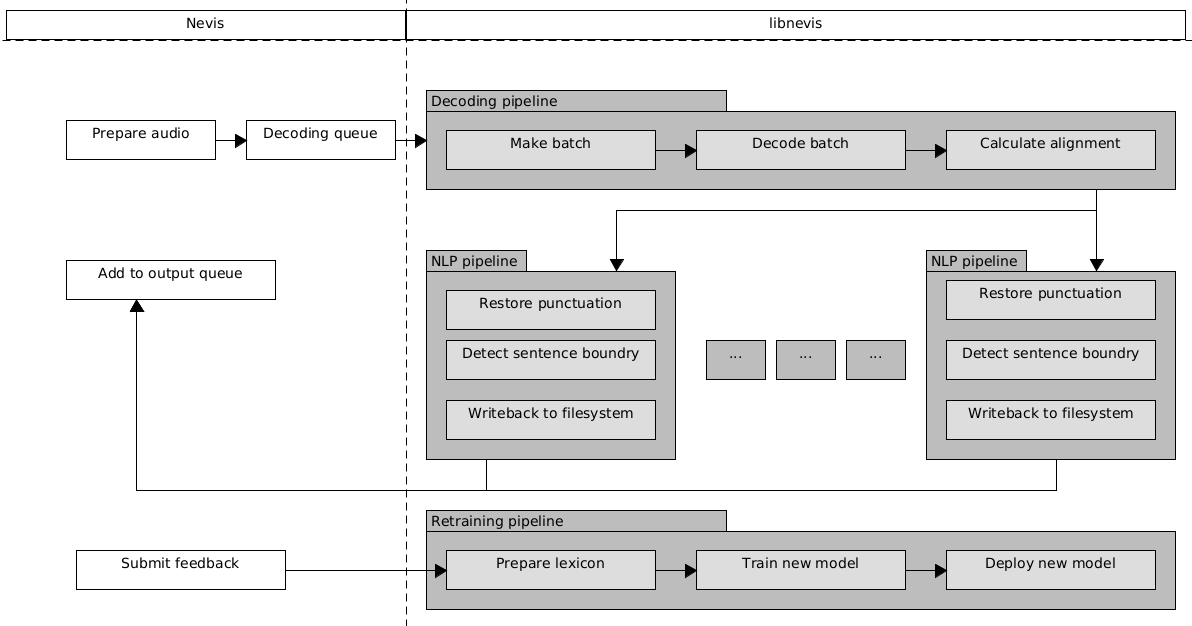 Nevis
libnevis
Decoding pipeline
Prepare audio
Decoding queue
Make batch
Decode batch
Calculate alignment
NLP pipeline
NLP pipeline
Add to output queue
Restore punctuation
Restore punctuation
Detect sentence boundry
...
...
...
Detect sentence boundry
Writeback to filesystem
Writeback to filesystem
Retraining pipeline
Submit feedback
Prepare lexicon
Train new model
Deploy new model